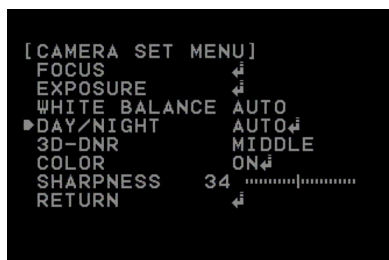 [CAMERA SET MENU]
FOCUS ↲
EXPOSURE ↲
WHITE BALANCE AUTO
DAY/NIGHT AUTO↲
3D-DNR MIDDLE
COLOR ON↲
SHARPNESS 34
RETURN ↲